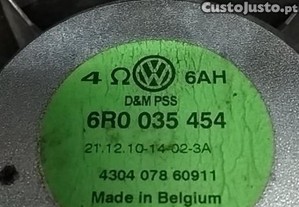 CustoJusto.pt
4 Ω 6AH
D&M PSS
6R0 035 454
21.12.10-14-02-3A
4304 078 60911
Made in Belgium